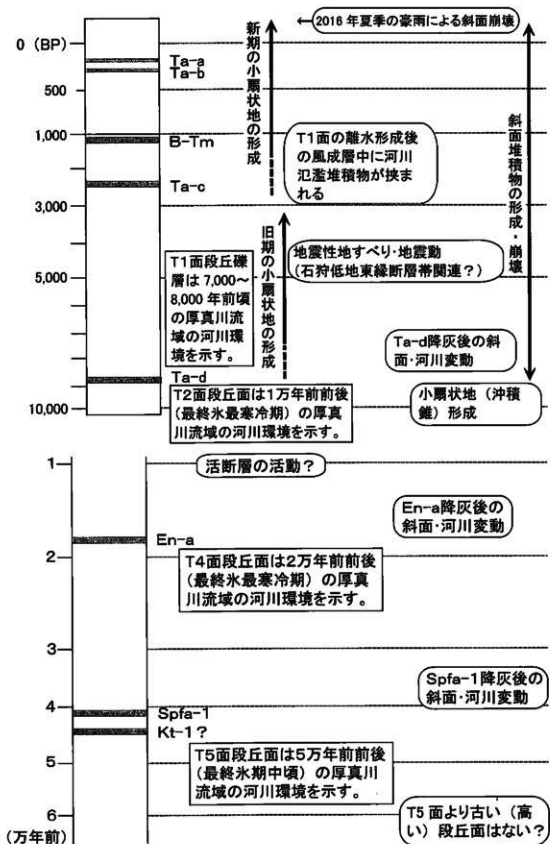 ←2016年夏季の豪雨による斜面崩壊
0 (BP)
Ta-a
Ta-b
500
1,000
B-Tm
Ta-c
3,000
5,000
Ta-d
10,000
新期の小扇状地の形成
T1面の離水形成後
の風成層中に河川
氾濫堆積物が挟ま
れる
斜面堆積物の形成・崩壊
旧期の小扇状地の形成
地震性地すべり・地震動
(石狩低地東縁断層帯関連？)
T1面段丘礫
層は7,000～
8,000年前頃
の厚真川流
域の河川環
境を示す。
Ta-d降灰後の斜
面・河川変動
T2面段丘面は1万年前前後
(最終氷最寒冷期) の厚真
川流域の河川環境を示す。
小扇状地 (沖積
錐) 形成
1
活断層の活動？
En-a降灰後の
斜面・河川変動
En-a
2
T4面段丘面は2万年前前後
(最終氷最寒冷期) の厚真
川流域の河川環境を示す。
3
Spfa-1降灰後の
斜面・河川変動
4
Spfa-1
Kt-1？
T5面段丘面は5万年前前後
(最終氷期中頃) の厚真川
流域の河川環境を示す。
5
T5面より古い (高
い) 段丘面はない？
6
(万年前)